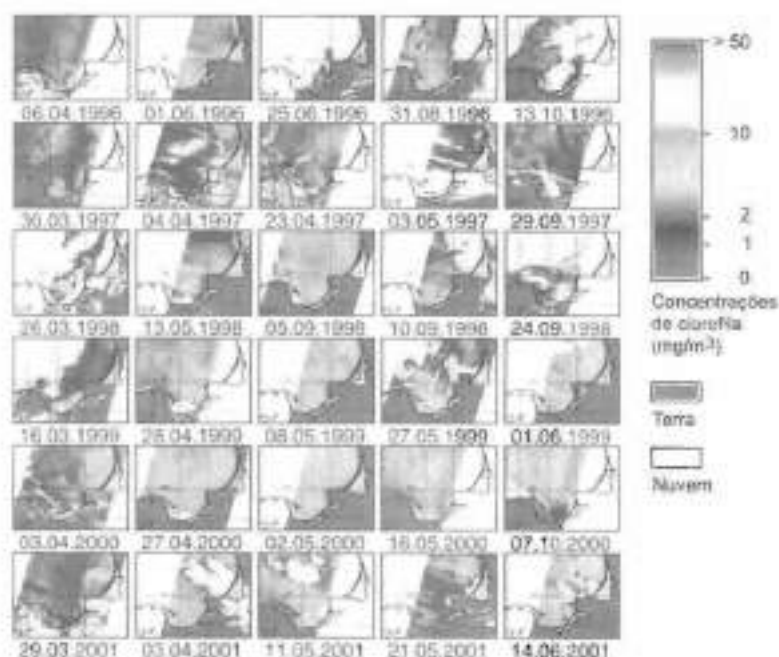 06.04.1996 01.06.1996 25.06.1996 31.08.1996 13.10.1996
30.03.1997 04.04.1997 23.04.1997 03.05.1997 29.09.1997
26.03.1998 13.05.1998 05.09.1998 10.09.1998 24.09.1998
16.03.1999 28.04.1999 08.05.1999 27.05.1999 01.06.1999
03.04.2000 27.04.2000 02.05.2000 16.05.2000 07.10.2000
29.03.2001 03.04.2001 11.05.2001 21.05.2001 14.06.2001
> 50
30
2
1
0
Concentrações
de clorofila
(mg/m³)
Terra
Nuvem